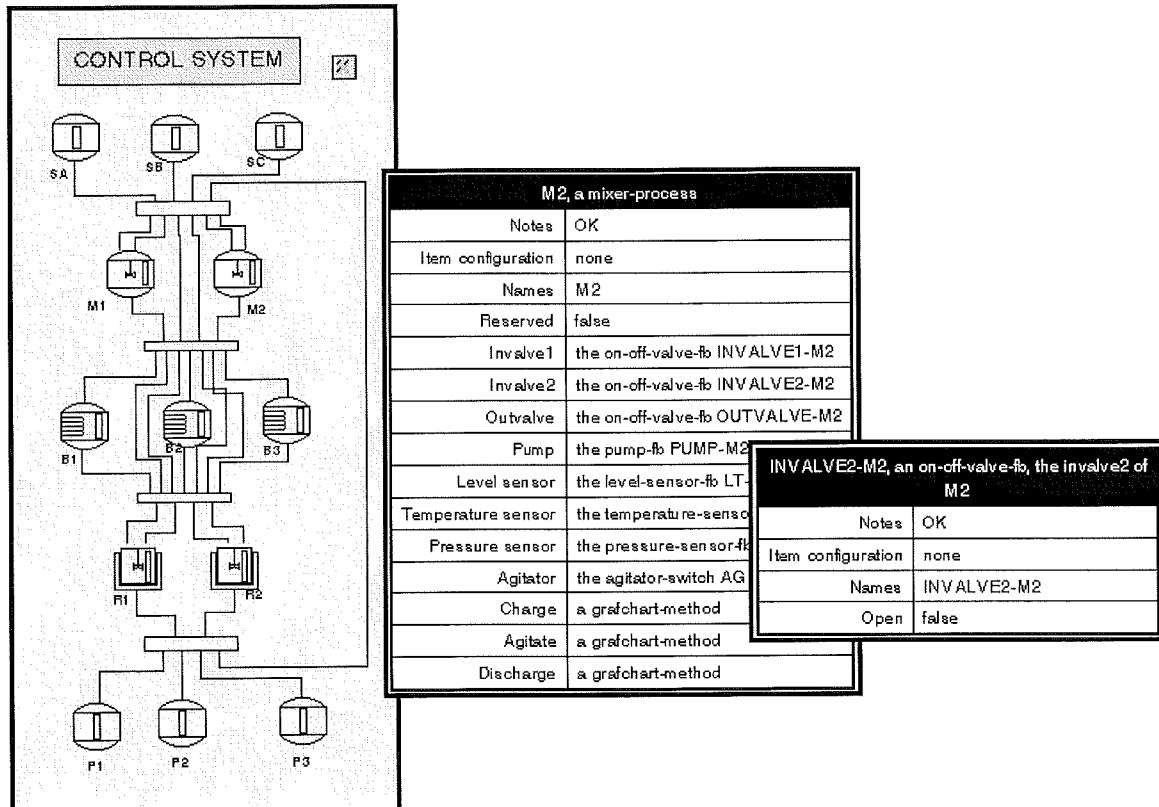 CONTROL SYSTEM
SA
SB
SC
M1
M2
B1
B2
B3
R1
R2
P1
P2
P3
M2, a mixer-process
Notes OK
Item configuration none
Names M2
Reserved false
Invalve1 the on-off-valve-fb INVALVE1-M2
Invalve2 the on-off-valve-fb INVALVE2-M2
Outvalve the on-off-valve-fb OUTVALVE-M2
Pump the pump-fb PUMP-M2
Level sensor the level-sensor-fb LT-
Temperature sensor the temperature-senso
Pressure sensor the pressure-sensor-fb
Agitator the agitator-switch AG
Charge a grafchart-method
Agitate a grafchart-method
Discharge a grafchart-method
INVALVE2-M2, an on-off-valve-fb, the invalve2 of
M2
Notes OK
Item configuration none
Names INVALVE2-M2
Open false